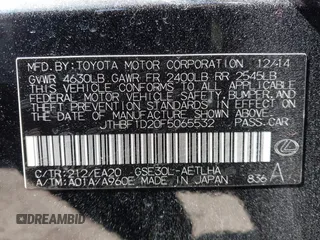 MFD. BY: TOYOTA MOTOR CORPORATION 12/14
GVWR 4630LB GAWR FR 2400LB RR 2545LB
THIS VEHICLE CONFORMS TO ALL APPLICABLE
FEDERAL MOTOR VEHICLE SAFETY, BUMPER, AND
THEFT PREVENTION STANDARDS IN EFFECT ON THE
DATE OF MANUFACTURE SHOWN ABOVE.
JTHBF1D20F5065532 PASS.CAR
C/TR:212/EA20 GSE30L-AETLHA
A/TM:A01A/A960E MADE IN JAPAN 836 A
DREAMBID